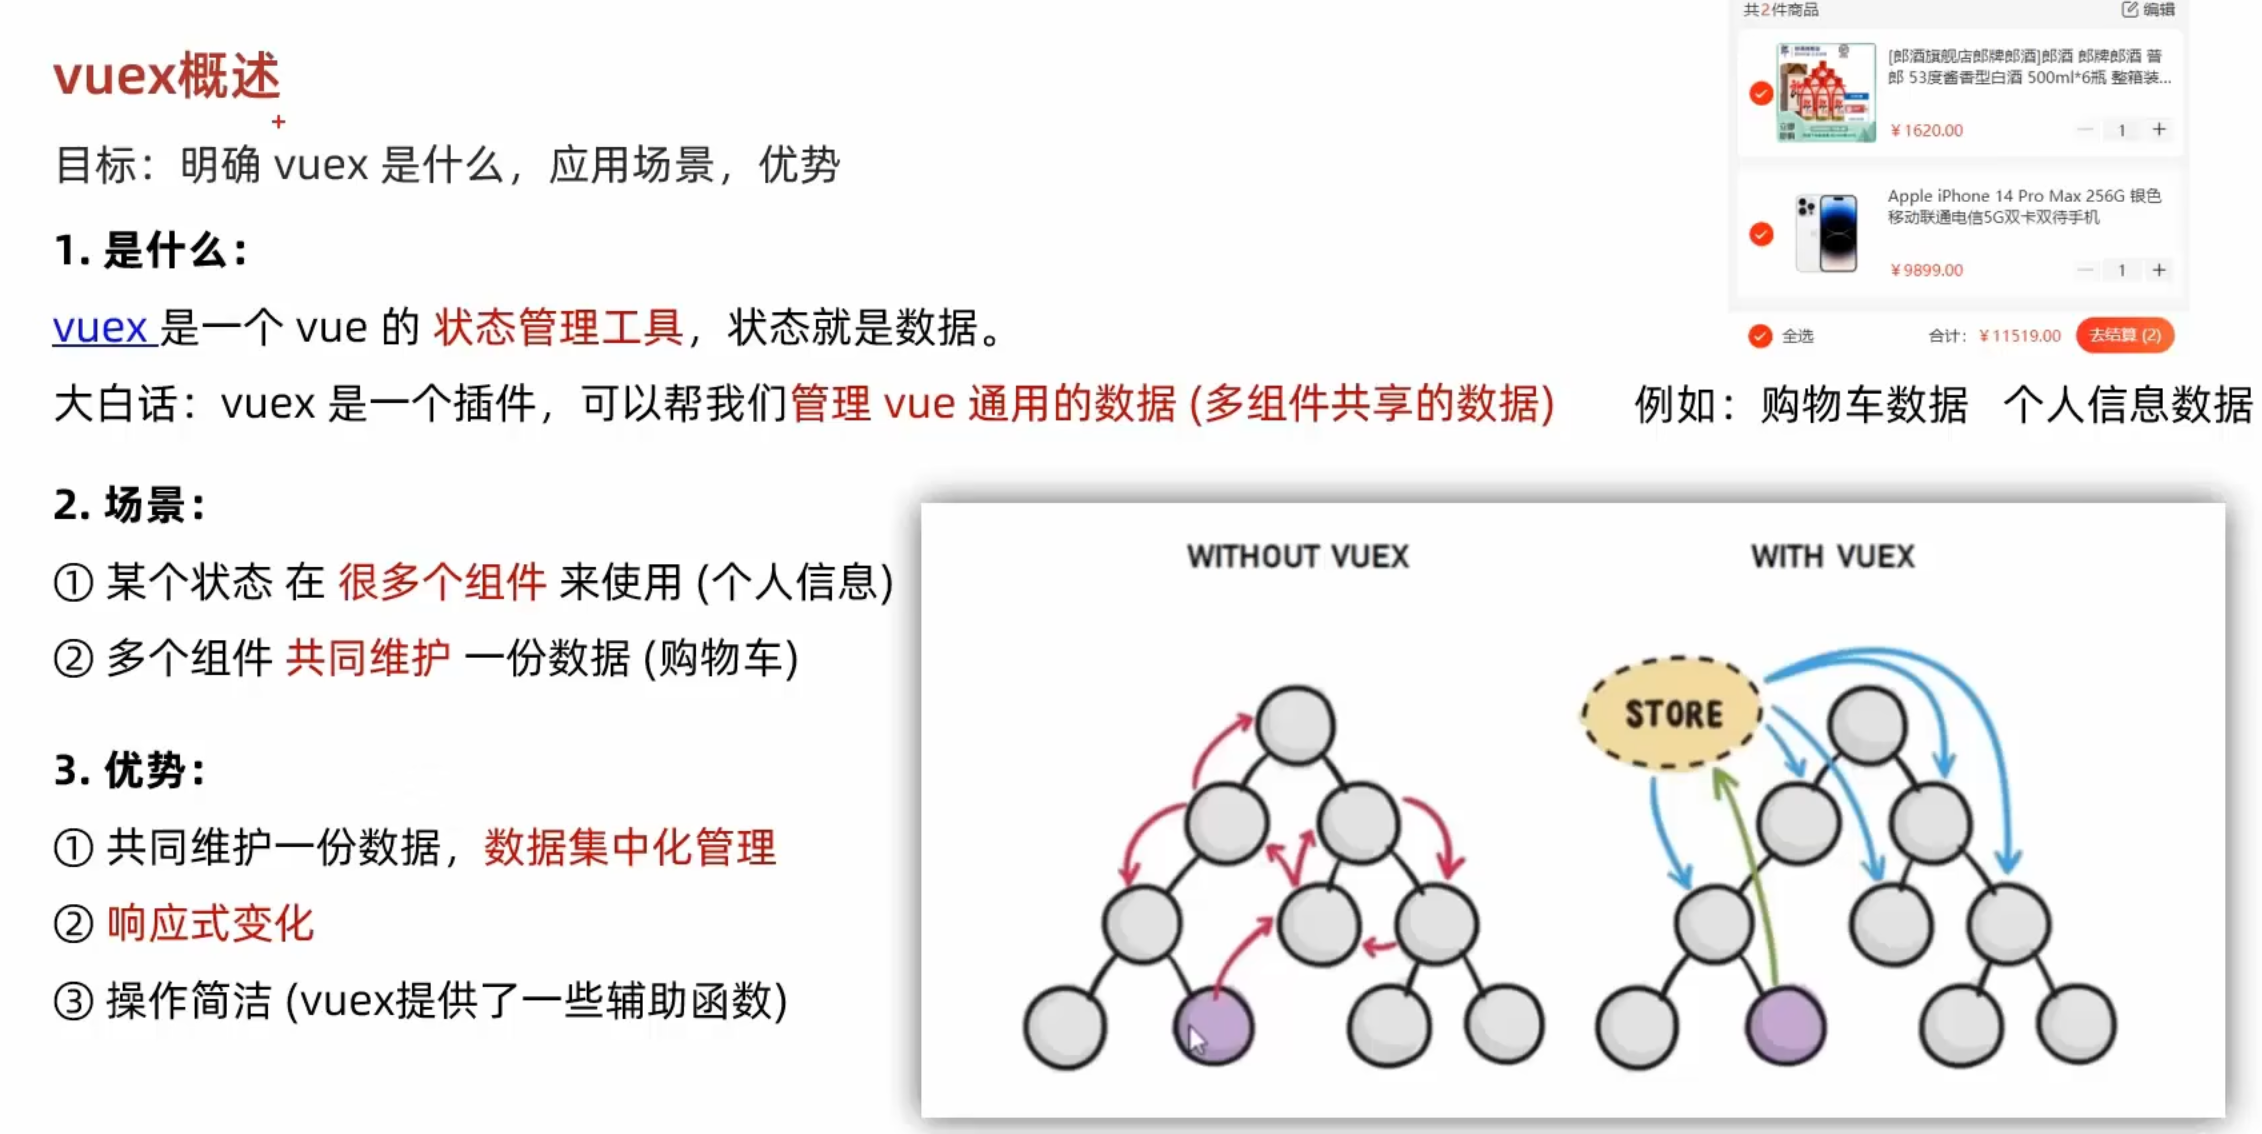 vuex概述
目标：明确 vuex 是什么，应用场景，优势
1. 是什么：
vuex 是一个 vue 的 状态管理工具，状态就是数据。
大白话：vuex 是一个插件，可以帮我们管理 vue 通用的数据 (多组件共享的数据) 例如：购物车数据 个人信息数据
共2件商品 编辑
[郎酒旗舰店郎牌郎酒]郎酒 郎牌郎酒 普
郎 53度酱香型白酒 500ml*6瓶 整箱装...
￥1620.00 － 1 +
Apple iPhone 14 Pro Max 256G 银色
移动联通电信5G双卡双待手机
￥9899.00 － 1 +
全选 合计：￥11519.00 去结算 (2)
2. 场景：
① 某个状态 在 很多个组件 来使用 (个人信息)
② 多个组件 共同维护 一份数据 (购物车)
3. 优势：
① 共同维护一份数据，数据集中化管理
② 响应式变化
③ 操作简洁 (vuex提供了一些辅助函数)
WITHOUT VUEX
WITH VUEX
STORE